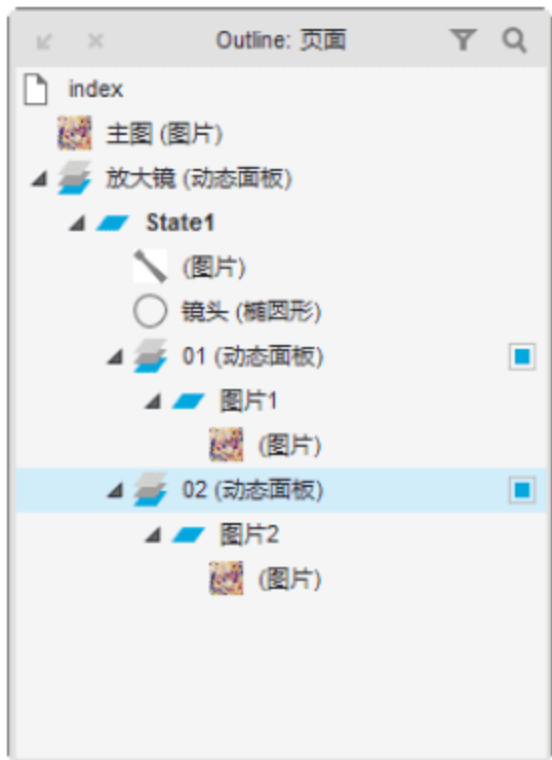 Outline: 页面
index
主图 (图片)
放大镜 (动态面板)
State1
(图片)
镜头 (椭圆形)
01 (动态面板)
图片1
(图片)
02 (动态面板)
图片2
(图片)